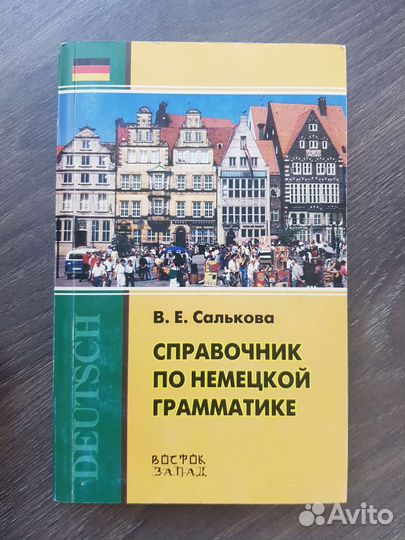 В. Е. Салькова
СПРАВОЧНИК
ПО НЕМЕЦКОЙ
ГРАММАТИКЕ
DEUTSCH
ВОСТОК
ЗАПАД
Avito